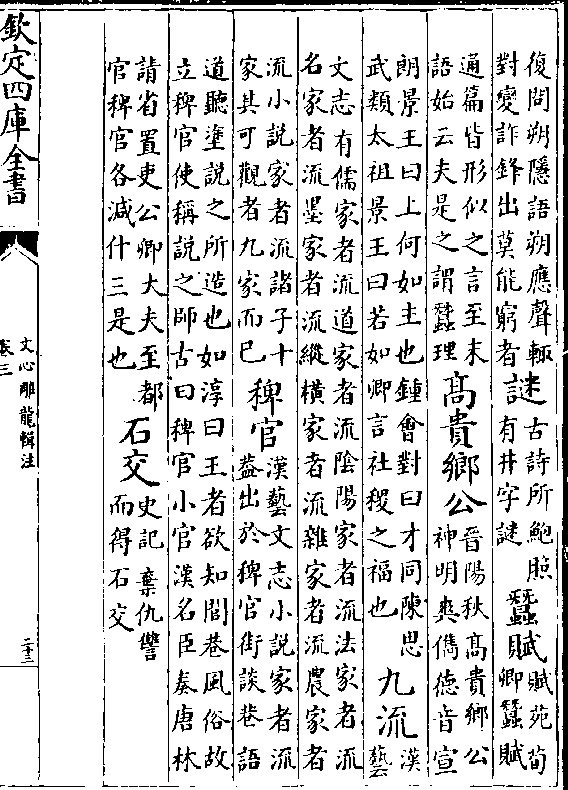 復問朔隱語朔應聲輙
對變詐鋒出莫能窮者
謎
古詩所鮑照
有井字謎
蠶賦
賦苑荀
卿蠶賦
通篇皆形似之言至末
語始云夫是之謂蠶理
髙貴鄉公
晉陽秋髙貴鄉公
神明爽儁德音宣
朗景王曰上何如主也鍾會對曰才同陳思
武類太祖景王曰若如卿言社稷之福也
九流
漢
藝
文志有儒家者流道家者流陰陽家者流法家者流
名家者流墨家者流縱橫家者流雜家者流農家者
流小說家者流諸子十
家其可觀者九家而已
稗官
漢藝文志小說家者流
蓋出於稗官街談巷語
道聽塗說之所造也如淳曰王者欲知閭巷風俗故
立稗官使稱說之師古曰稗官小官漢名臣奏唐林
請省置吏公卿大夫至都
官稗官各減什三是也
石交
史記 棄仇讐
而得石交
欽定四庫全書
文心雕龍輯注
卷三
二十三